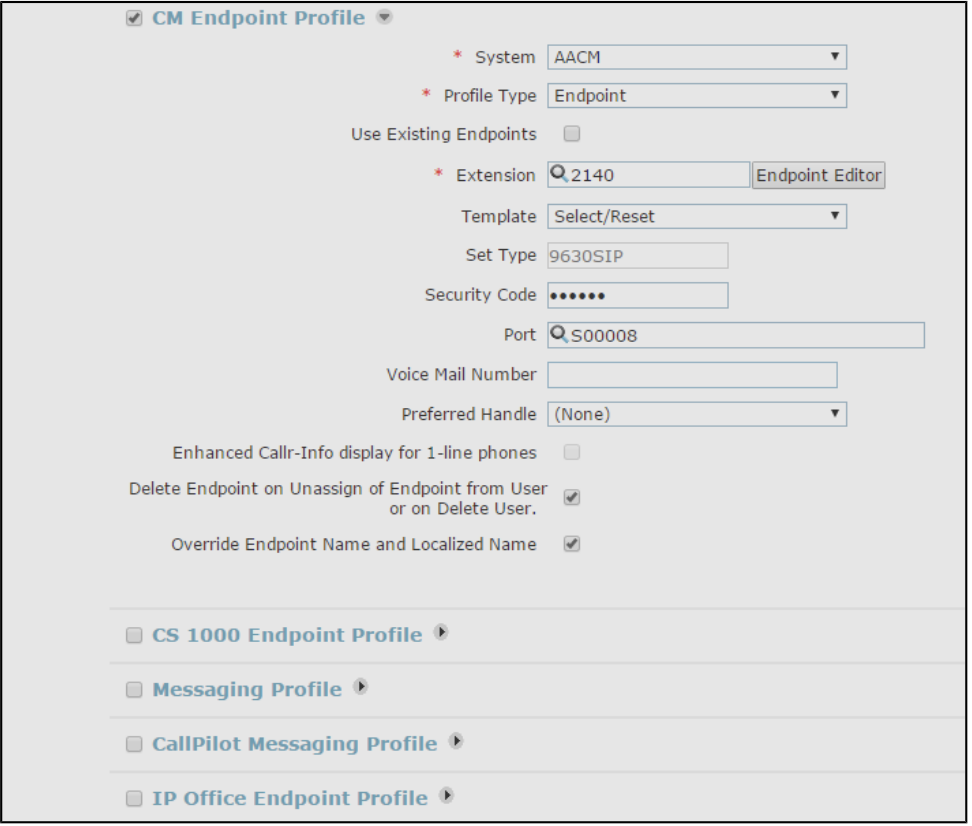 CM Endpoint Profile
* System AACM
* Profile Type Endpoint
Use Existing Endpoints
* Extension 2140 Endpoint Editor
Template Select/Reset
Set Type 9630SIP
Security Code ••••••
Port S00008
Voice Mail Number
Preferred Handle (None)
Enhanced Callr-Info display for 1-line phones
Delete Endpoint on Unassign of Endpoint from User
or on Delete User.
Override Endpoint Name and Localized Name
CS 1000 Endpoint Profile
Messaging Profile
CallPilot Messaging Profile
IP Office Endpoint Profile